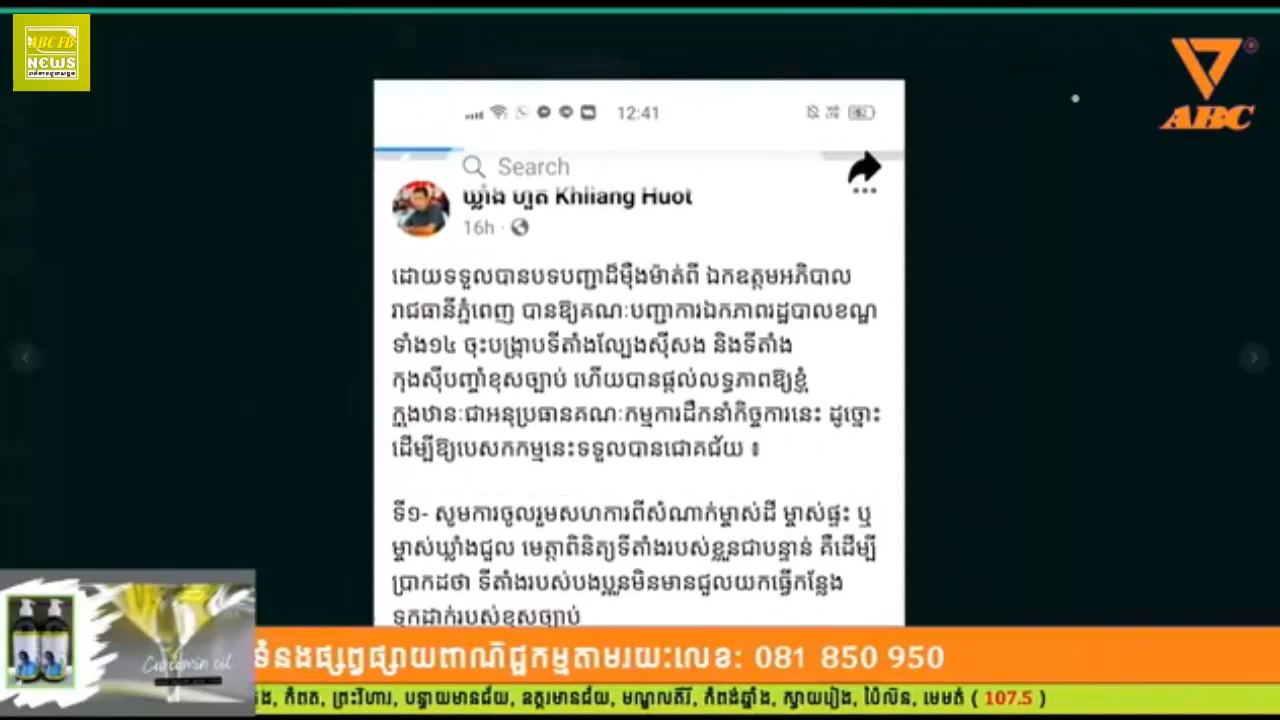 ABC FB
NEWS
ABC
12:41
Search
ឃ្លាំង ហួត Khliang Huot
16h
ដោយទទួលបានបទបញ្ជាដ៏ម៉ឺងម៉ាត់ពី ឯកឧត្តមអភិបាល
រាជធានីភ្នំពេញ បានឱ្យគណៈបញ្ជាការឯកភាពរដ្ឋបាលខណ្ឌ
ទាំង១៤ ចុះបង្ក្រាបទីតាំងល្បែងស៊ីសង និងទីតាំង
កុងស៊ីបញ្ចាំខុសច្បាប់ ហើយបានផ្តល់លទ្ធភាពឱ្យខ្ញុំ
ក្នុងឋានៈជាអនុប្រធានគណៈកម្មការដឹកនាំកិច្ចការនេះ ដូច្នោះ
ដើម្បីឱ្យបេសកកម្មនេះទទួលបានជោគជ័យ ៖
ទី១- សូមការចូលរួមសហការពីសំណាក់ម្ចាស់ដី ម្ចាស់ផ្ទះ ឬ
ម្ចាស់ឃ្លាំងជួល មេត្តាពិនិត្យទីតាំងរបស់ខ្លួនជាបន្ទាន់ គឺដើម្បី
ប្រាកដថា ទីតាំងរបស់បងប្អូនមិនមានជួលយកធ្វើកន្លែង
ទុកដាក់របស់ខុសច្បាប់
Curcumin oil
ទំនងផ្សព្វផ្សាយពាណិជ្ជកម្មតាមរយៈលេខ: 081 850 950
កំពត, ព្រះវិហារ, បន្ទាយមានជ័យ, ឧត្តរមានជ័យ, មណ្ឌលគិរី, កំពង់ឆ្នាំង, ស្វាយរៀង, ប៉ៃលិន, មេមត់ ( 107.5 )